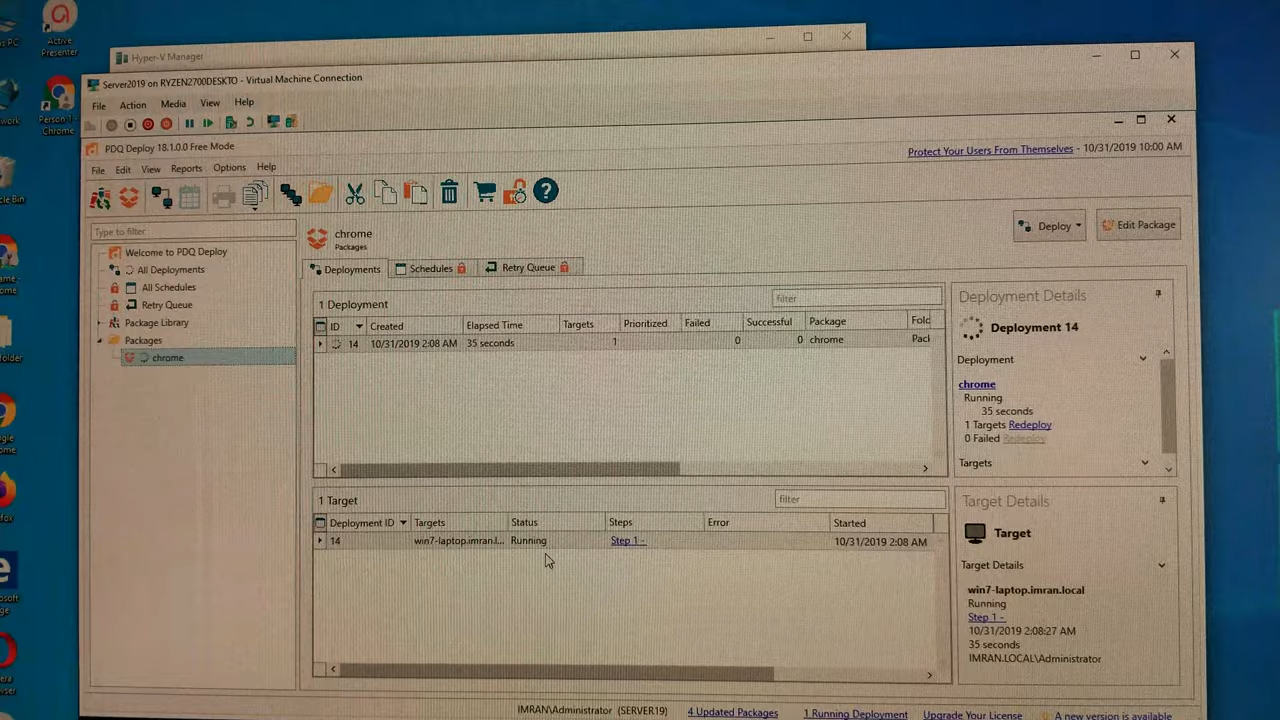 Active
Presenter
Person 1 -
Chrome
Hyper-V Manager
Server2019 on RYZEN2700DESKTO - Virtual Machine Connection
File Action Media View Help
PDQ Deploy 18.1.0.0 Free Mode
Protect Your Users From Themselves - 10/31/2019 10:00 AM
File Edit View Reports Options Help
Type to filter
Welcome to PDQ Deploy
All Deployments
All Schedules
Retry Queue
Package Library
Packages
chrome
chrome
Packages
Deploy
Edit Package
Deployments Schedules Retry Queue
1 Deployment
filter
ID Created Elapsed Time Targets Prioritized Failed Successful Package Fold
14 10/31/2019 2:08 AM 35 seconds 1 0 0 chrome Pacl
1 Target
filter
Deployment ID Targets Status Steps Error Started
14 win7-laptop.imran.l... Running Step 1 - 10/31/2019 2:08 AM
Deployment Details
Deployment 14
Deployment
chrome
Running
35 seconds
1 Targets Redeploy
0 Failed Redeploy
Targets
Target Details
Target
Target Details
win7-laptop.imran.local
Running
Step 1 -
10/31/2019 2:08:27 AM
35 seconds
IMRAN.LOCAL\Administrator
IMRAN\Administrator (SERVER19) 4 Updated Packages 1 Running Deployment Upgrade Your License A new version is available